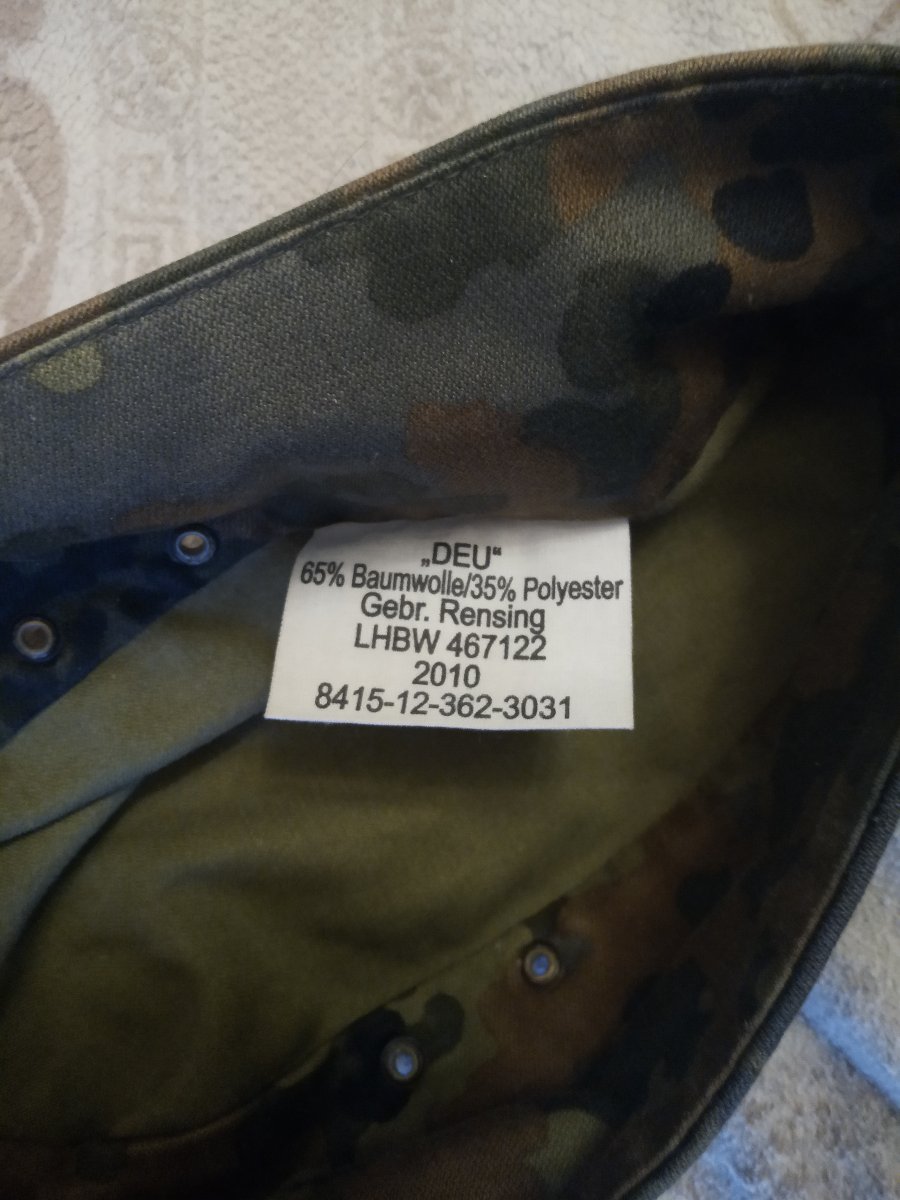 „DEU“
65% Baumwolle/35% Polyester
Gebr. Rensing
LHBW 467122
2010
8415-12-362-3031